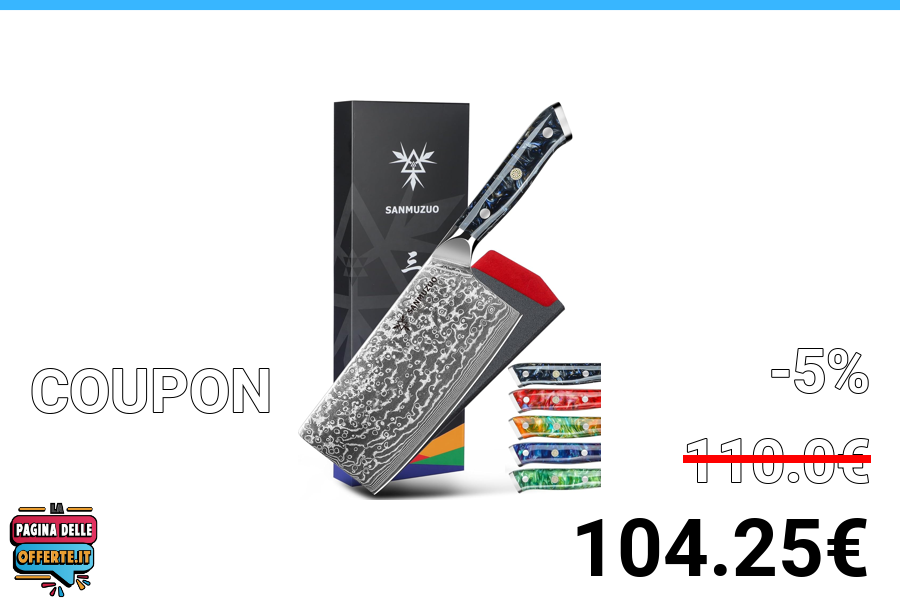 SANMUZUO
三
SANMUZUO
COUPON
-5%
110.0€
104.25€
LA
PAGINA DELLE
OFFERTE.IT